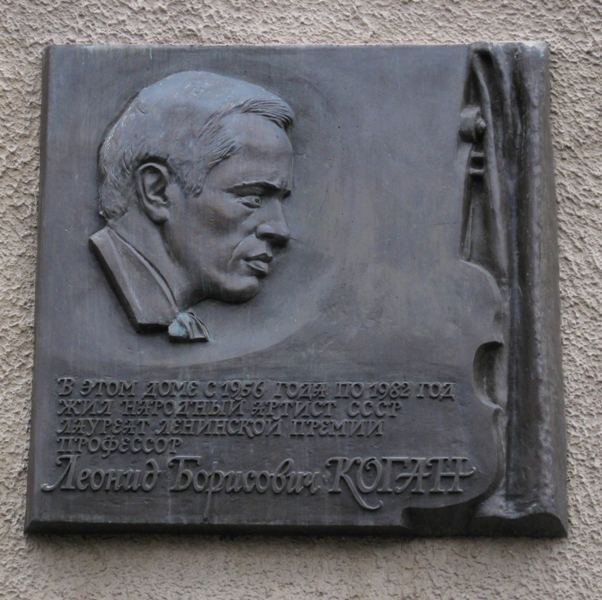 В ЭТОМ ДОМЕ С 1956 ГОДА ПО 1982 ГОД
ЖИЛ НАРОДНЫЙ АРТИСТ СССР
ЛАУРЕАТ ЛЕНИНСКОЙ ПРЕМИИ
ПРОФЕССОР
Леонид Борисович КОГАН